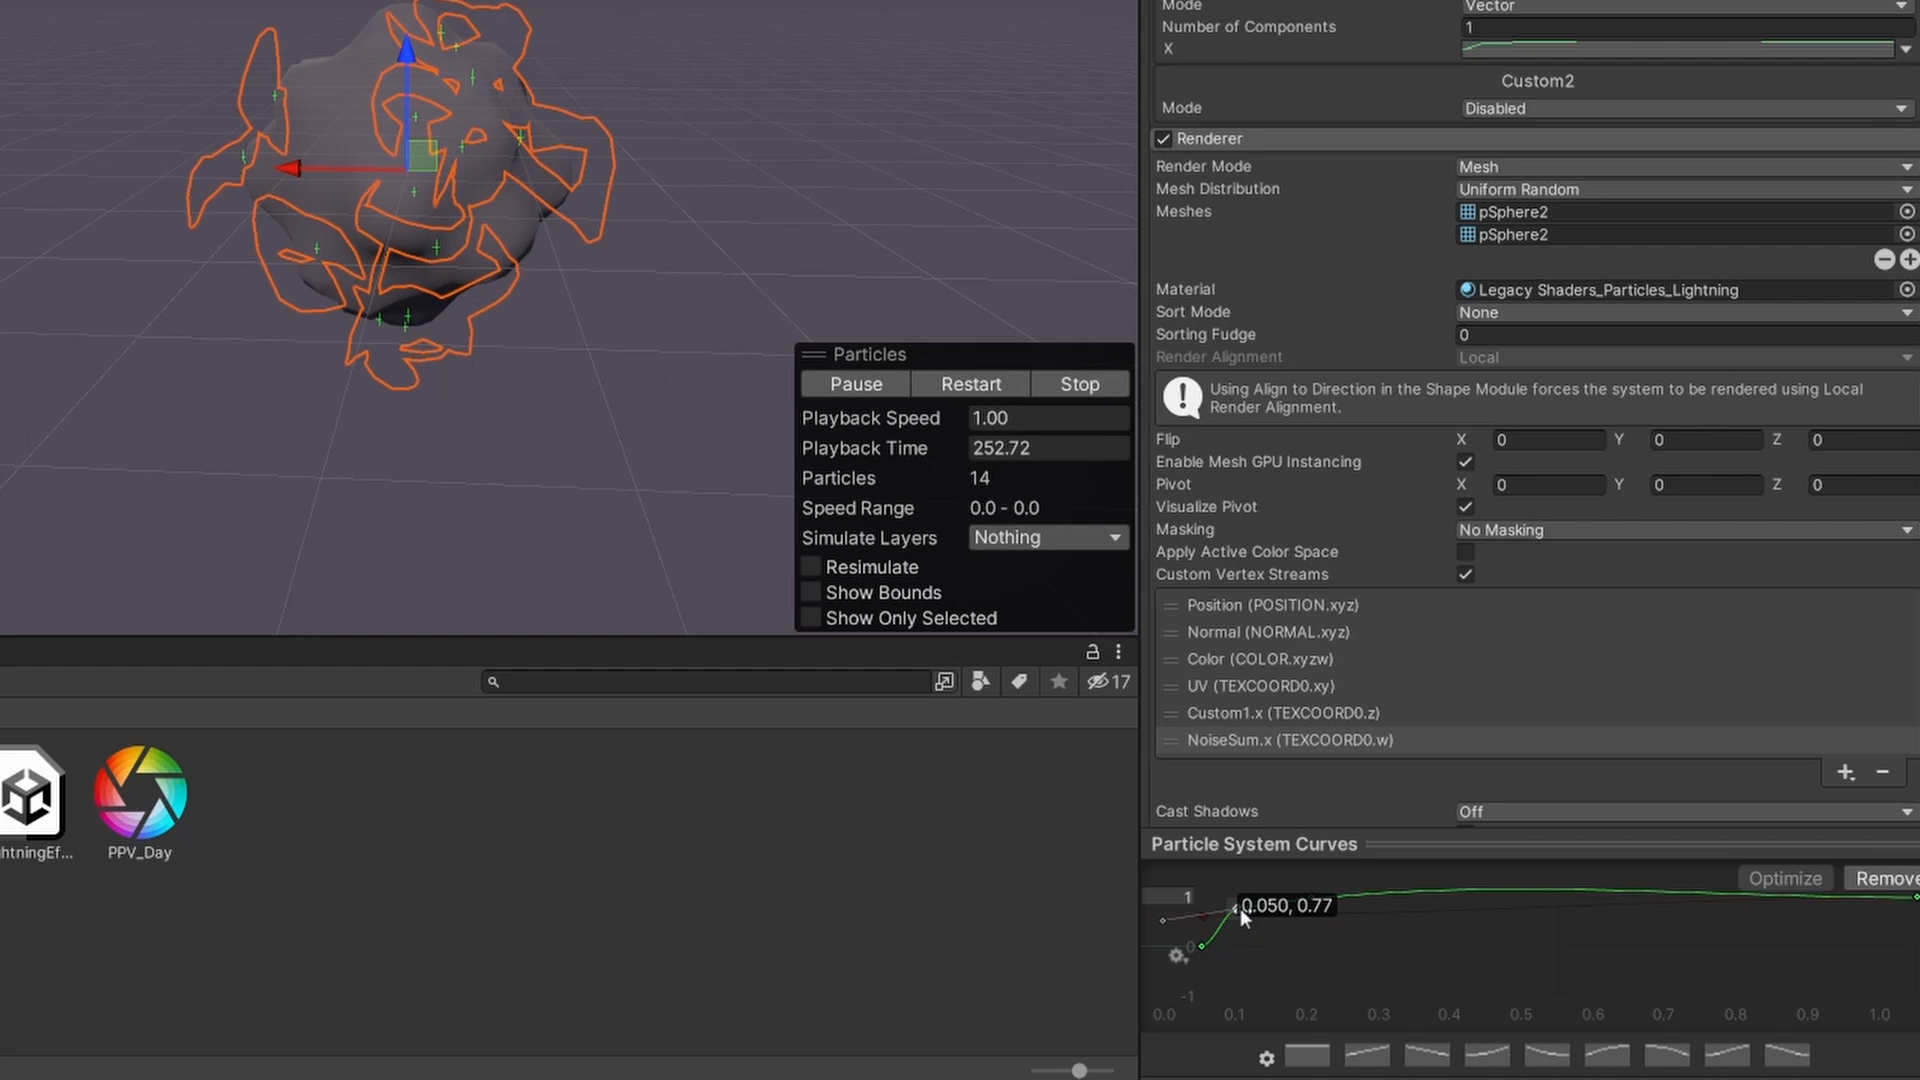 Mode Vector
Number of Components 1
X
Custom2
Mode Disabled
Renderer
Render Mode Mesh
Mesh Distribution Uniform Random
Meshes pSphere2
pSphere2
Material Legacy Shaders_Particles_Lightning
Sort Mode None
Sorting Fudge 0
Render Alignment Local
Using Align to Direction in the Shape Module forces the system to be rendered using Local
Render Alignment.
Flip X 0 Y 0 Z 0
Enable Mesh GPU Instancing
Pivot X 0 Y 0 Z 0
Visualize Pivot
Masking No Masking
Apply Active Color Space
Custom Vertex Streams
Position (POSITION.xyz)
Normal (NORMAL.xyz)
Color (COLOR.xyzw)
UV (TEXCOORD0.xy)
Custom1.x (TEXCOORD0.z)
NoiseSum.x (TEXCOORD0.w)
Cast Shadows Off
Particle System Curves
Optimize Remove
1
0.050, 0.77
0
-1
0.0 0.1 0.2 0.3 0.4 0.5 0.6 0.7 0.8 0.9 1.0
Particles
Pause Restart Stop
Playback Speed 1.00
Playback Time 252.72
Particles 14
Speed Range 0.0 - 0.0
Simulate Layers Nothing
Resimulate
Show Bounds
Show Only Selected
17
htningEf... PPV_Day